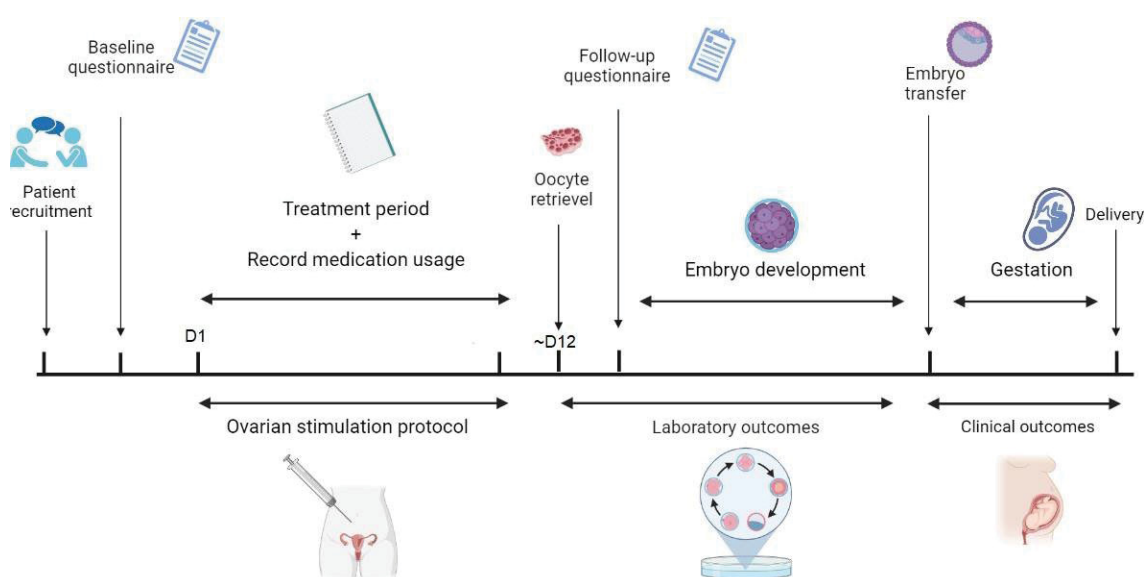 Baseline
questionnaire
Follow-up
questionnaire
Embryo
transfer
Patient
recruitment
Treatment period
+
Record medication usage
Oocyte
retrievel
Embryo development
Gestation
Delivery
D1
~D12
Ovarian stimulation protocol
Laboratory outcomes
Clinical outcomes